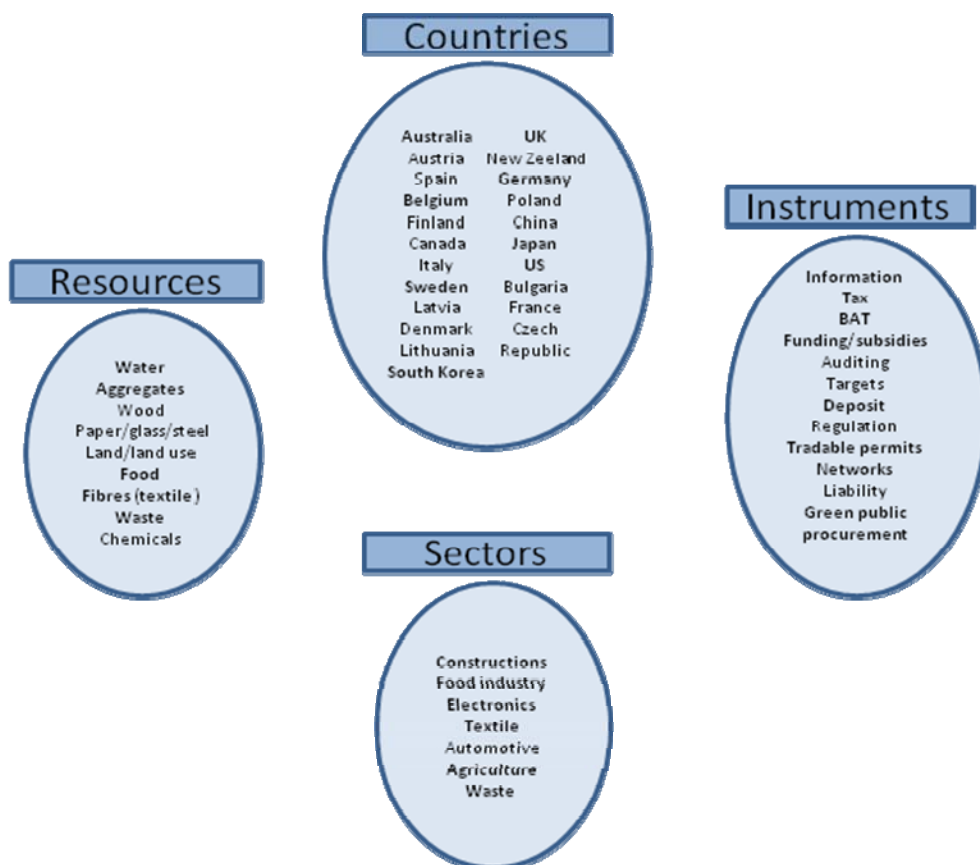 Countries
Australia UK
Austria New Zeeland
Spain Germany
Belgium Poland
Finland China
Canada Japan
Italy US
Sweden Bulgaria
Latvia France
Denmark Czech
Lithuania Republic
South Korea
Instruments
Information
Tax
BAT
Funding/subsidies
Auditing
Targets
Deposit
Regulation
Tradable permits
Networks
Liability
Green public
procurement
Resources
Water
Aggregates
Wood
Paper/glass/steel
Land/land use
Food
Fibres (textile)
Waste
Chemicals
Sectors
Constructions
Food industry
Electronics
Textile
Automotive
Agriculture
Waste